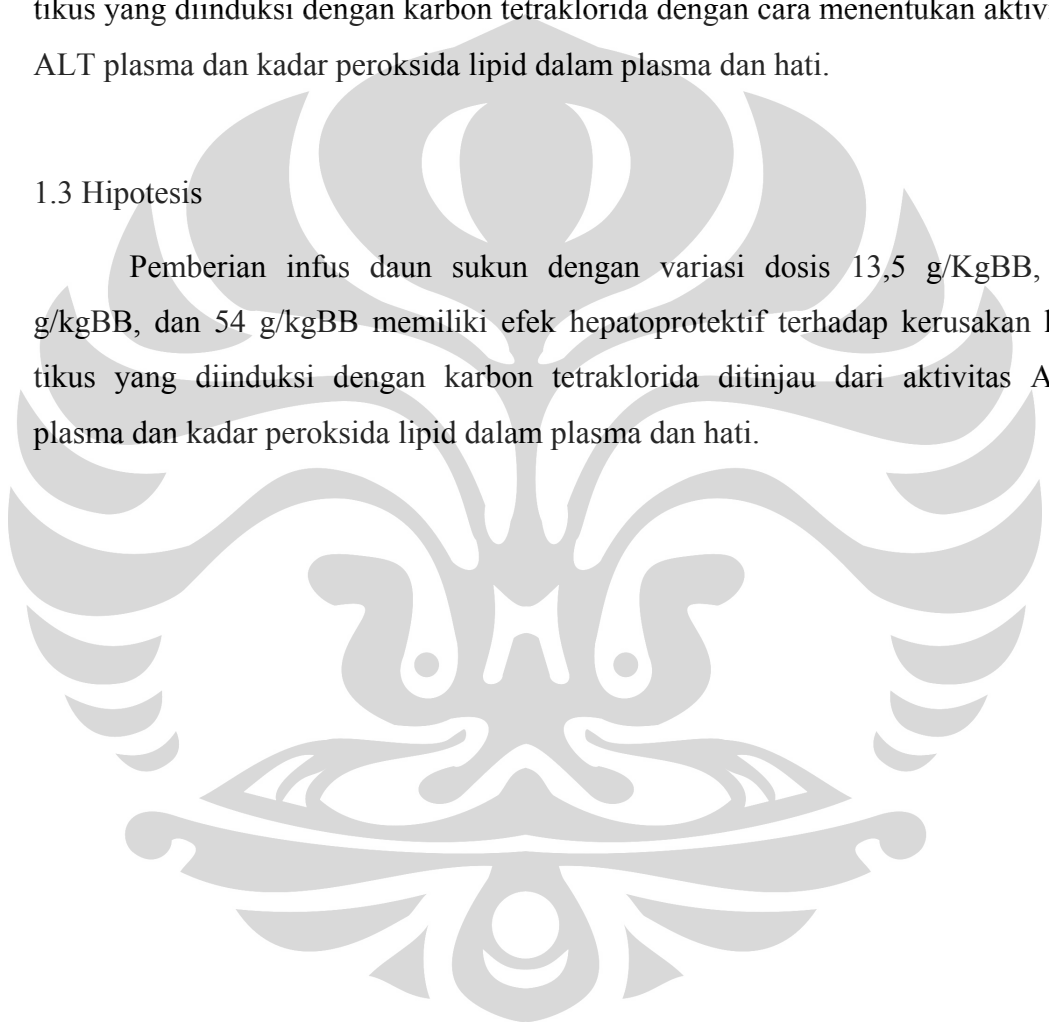 tikus yang diinduksi dengan karbon tetraklorida dengan cara menentukan
ALT plasma dan kadar peroksida lipid dalam plasma dan hati.
1.3 Hipotesis
Pemberian infus daun sukun dengan variasi dosis 13,5 g/KgBB,
g/kgBB, dan 54 g/kgBB memiliki efek hepatoprotektif terhadap kerusakan
tikus yang diinduksi dengan karbon tetraklorida ditinjau dari aktivitas
plasma dan kadar peroksida lipid dalam plasma dan hati.